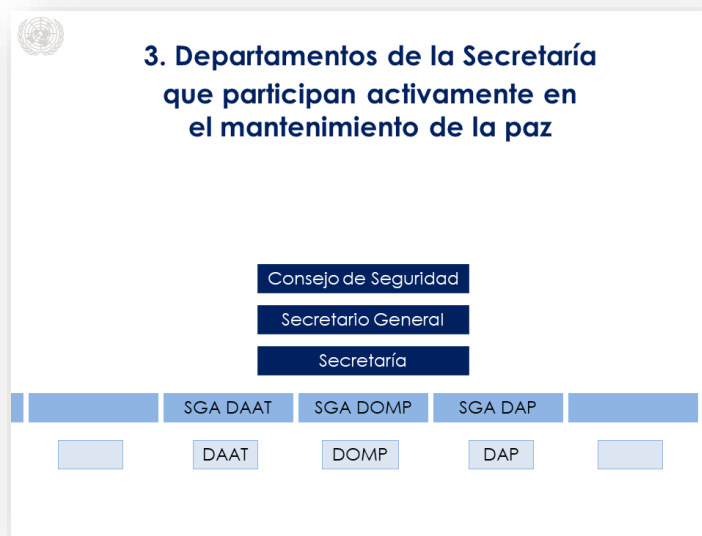 3. Departamentos de la Secretaría
que participan activamente en
el mantenimiento de la paz
Consejo de Seguridad
Secretario General
Secretaría
SGA DAAT SGA DOMP SGA DAP
DAAT DOMP DAP